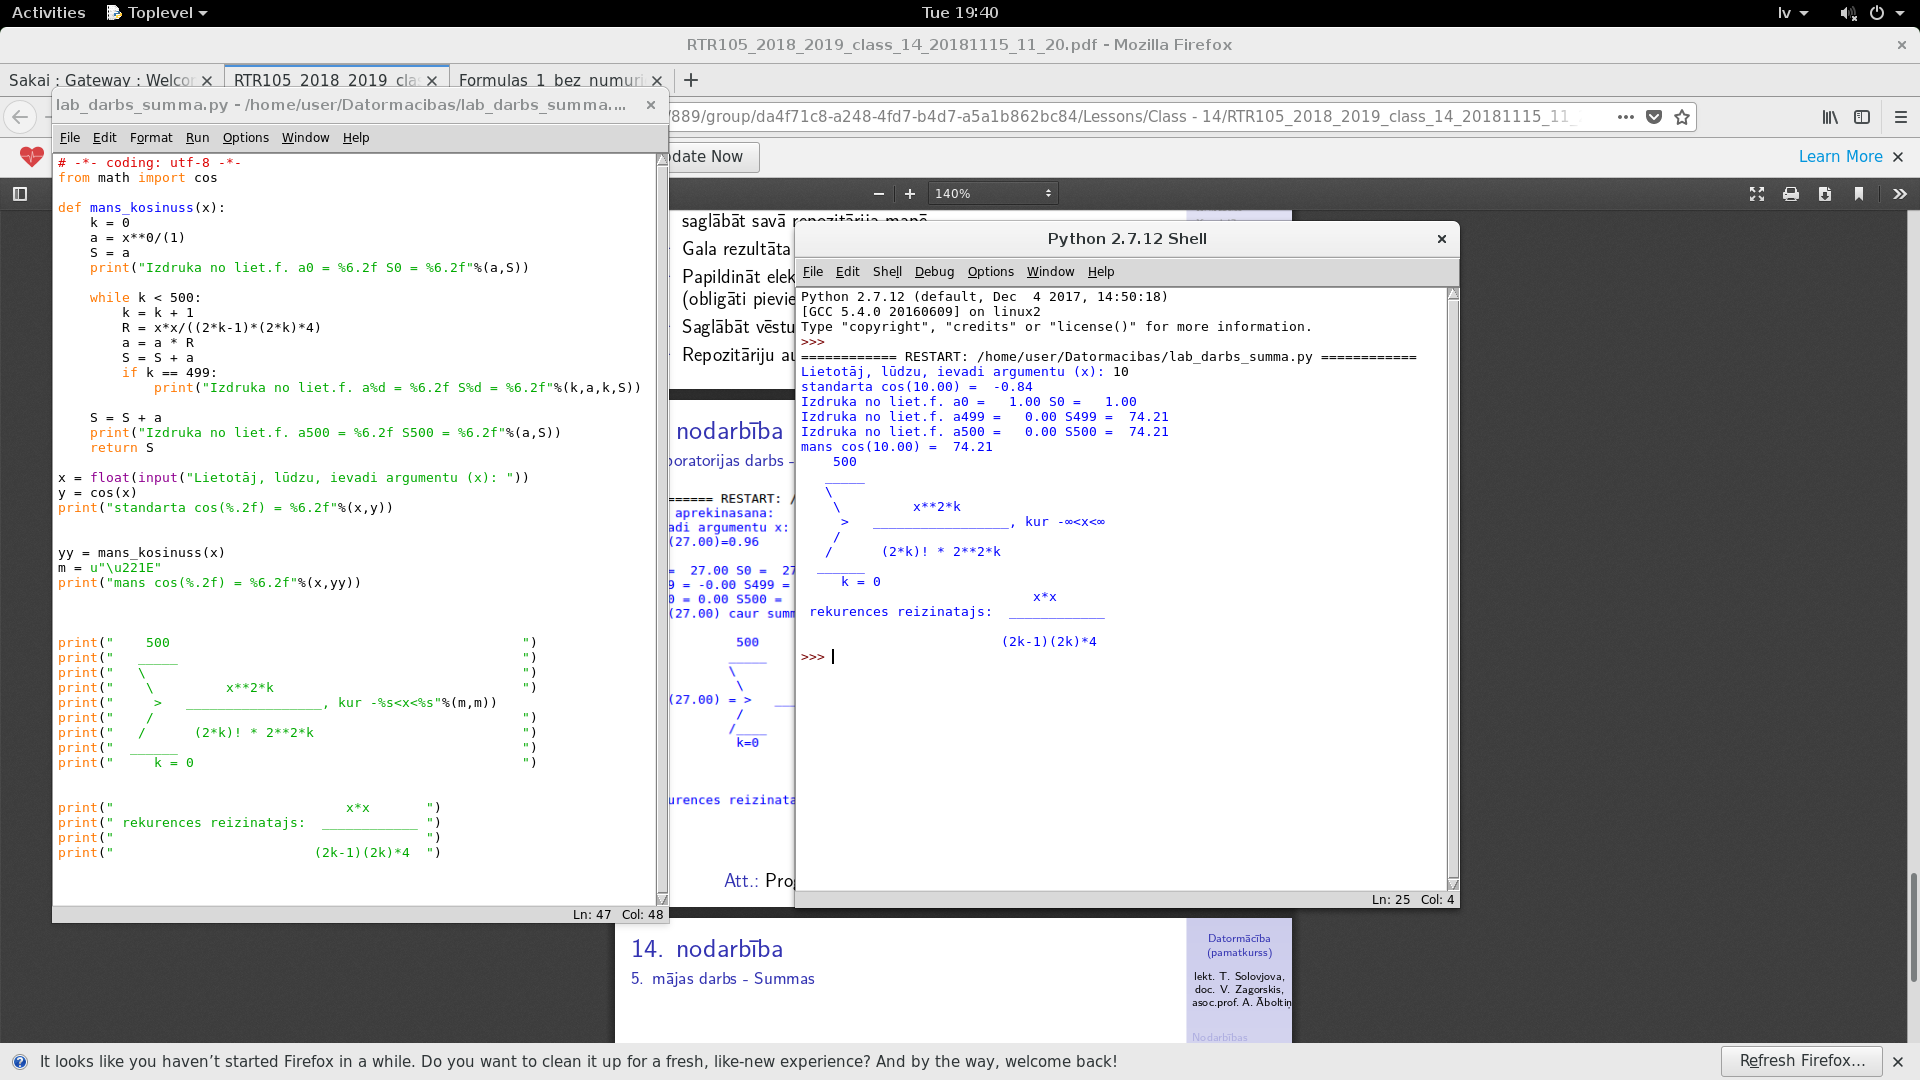 Activities
Toplevel
Tue 19:40
lv
RTR105_2018_2019_class_14_20181115_11_20.pdf - Mozilla Firefox
Sakai : Gateway : Welco
RTR105_2018_2019_cla
Formulas_1_bez_numur
lab_darbs_summa.py - /home/user/Datormacibas/lab_darbs_summa....
/889/group/da4f71c8-a248-4fd7-b4d7-a5a1b862bc84/Lessons/Class - 14/RTR105_2018_2019_class_14_20181115_11_
File Edit Format Run Options Window Help
date Now
Learn More
140%
# -*- coding: utf-8 -*-
from math import cos
def mans_kosinuss(x):
    k = 0
    a = x**0/(1)
    S = a
    print("Izdruka no liet.f. a0 = %6.2f S0 = %6.2f"%(a,S))
    while k < 500:
        k = k + 1
        R = x*x/((2*k-1)*(2*k)*4)
        a = a * R
        S = S + a
        if k == 499:
            print("Izdruka no liet.f. a%d = %6.2f S%d = %6.2f"%(k,a,k,S))
    S = S + a
    print("Izdruka no liet.f. a500 = %6.2f S500 = %6.2f"%(a,S))
    return S
x = float(input("Lietotāj, lūdzu, ievadi argumentu (x): "))
y = cos(x)
print("standarta cos(%.2f) = %6.2f"%(x,y))
yy = mans_kosinuss(x)
m = u"\u221E"
print("mans cos(%.2f) = %6.2f"%(x,yy))
print("    500                                            ")
print("   _____                                           ")
print("   \                                               ")
print("    \         x**2*k                               ")
print("     >   _________________, kur -%s<x<%s"%(m,m))
print("    /                                              ")
print("   /      (2*k)! * 2**2*k                          ")
print("  ______                                           ")
print("     k = 0                                         ")
print("                             x*x       ")
print(" rekurences reizinatajs:  ____________ ")
print("                                       ")
print("                         (2k-1)(2k)*4  ")
Ln: 47 Col: 48
saglabāt savā repozitārija mapē
Gala rezultāta
Papildināt elek
(obligāti pievie
Saglabāt vēstu
Repozitāriju au
nodarbība
boratorijas darbs -
====== RESTART: /
aprekinasana:
adi argumentu x:
(27.00)=0.96
=  27.00 S0 =  27
9 = -0.00 S499 =
0 = 0.00 S500 =
(27.00) caur summ
500
_____
\
\
(27.00) = >   ___
/
/____
k=0
urences reizinata
Att.: Prog
Python 2.7.12 Shell
File Edit Shell Debug Options Window Help
Python 2.7.12 (default, Dec  4 2017, 14:50:18)
[GCC 5.4.0 20160609] on linux2
Type "copyright", "credits" or "license()" for more information.
>>>
============ RESTART: /home/user/Datormacibas/lab_darbs_summa.py ============
Lietotāj, lūdzu, ievadi argumentu (x): 10
standarta cos(10.00) =  -0.84
Izdruka no liet.f. a0 =   1.00 S0 =   1.00
Izdruka no liet.f. a499 =   0.00 S499 =  74.21
Izdruka no liet.f. a500 =   0.00 S500 =  74.21
mans cos(10.00) =  74.21
    500
   _____
   \
    \         x**2*k
     >   _________________, kur -∞<x<∞
    /
   /      (2*k)! * 2**2*k
  ______
     k = 0
                             x*x
 rekurences reizinatajs:  ____________
                         (2k-1)(2k)*4
>>>
Ln: 25 Col: 4
14. nodarbība
5. mājas darbs - Summas
Datormācība
(pamatkurss)
lekt. T. Solovjova,
doc. V. Zagorskis,
asoc.prof. A. Āboltiņ
Nodarbības
It looks like you haven’t started Firefox in a while. Do you want to clean it up for a fresh, like-new experience? And by the way, welcome back!
Refresh Firefox...